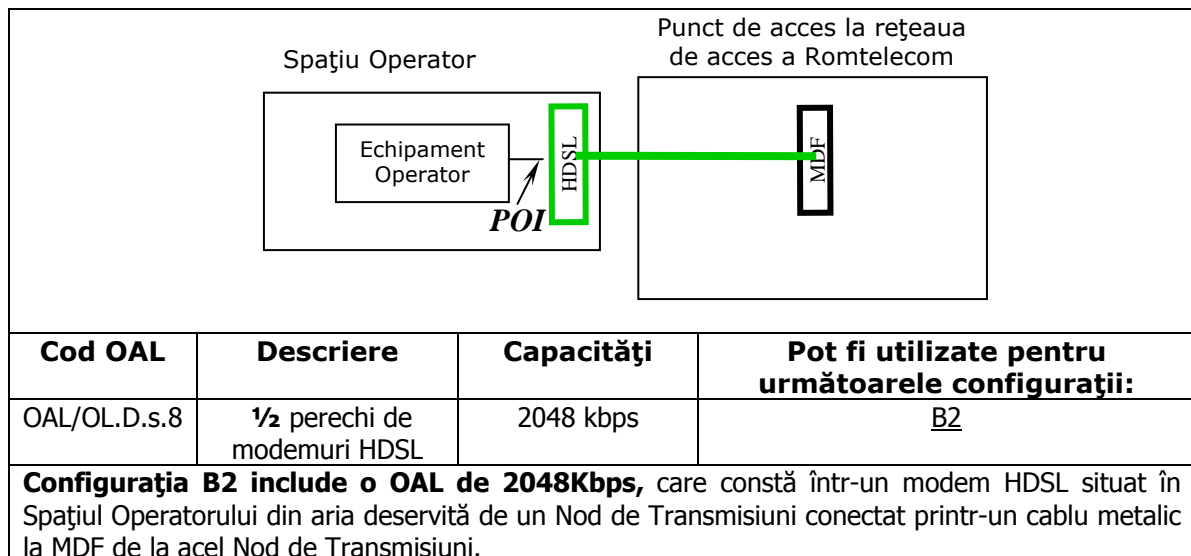 Spaţiu Operator
Punct de acces la reţeaua
de acces a Romtelecom
Echipament
Operator
POI
HDSL
MDF
Cod OAL
Descriere
Capacităţi
Pot fi utilizate pentru
următoarele configuraţii:
OAL/OL.D.s.8
½ perechi de
modemuri HDSL
2048 kbps
B2
Configuraţia B2 include o OAL de 2048Kbps, care constă într-un modem HDSL situat în
Spaţiul Operatorului din aria deservită de un Nod de Transmisiuni conectat printr-un cablu metalic
la MDF de la acel Nod de Transmisiuni.